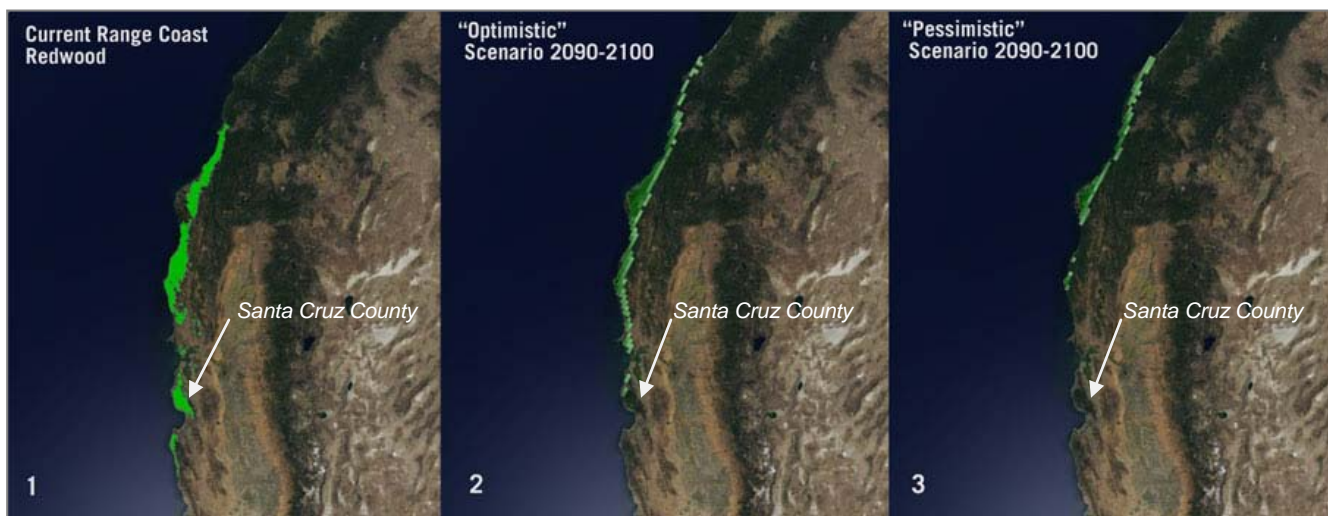 Current Range Coast
Redwood
Santa Cruz County
1
“Optimistic”
Scenario 2090-2100
Santa Cruz County
2
“Pessimistic”
Scenario 2090-2100
Santa Cruz County
3